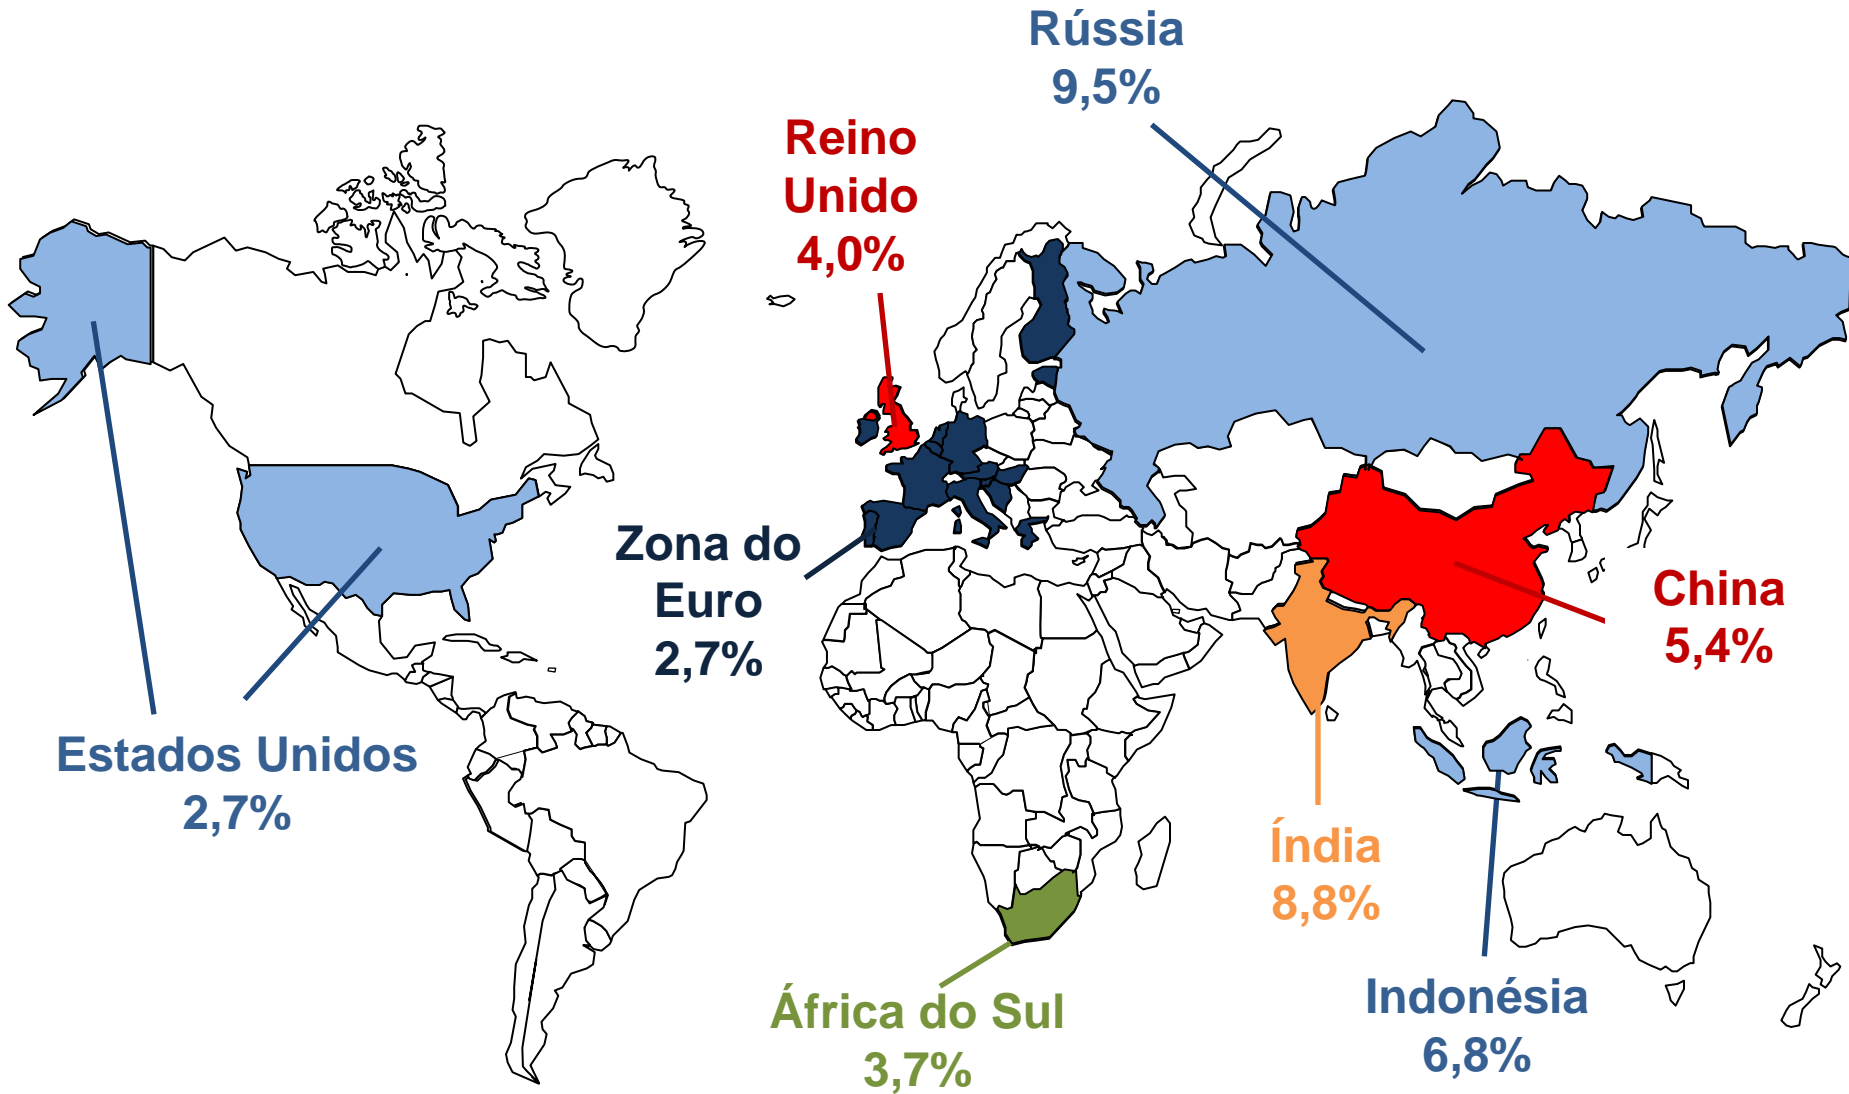 Rússia
9,5%
Reino
Unido
4,0%
Zona do
Euro
2,7%
China
5,4%
Estados Unidos
2,7%
Índia
8,8%
África do Sul
3,7%
Indonésia
6,8%